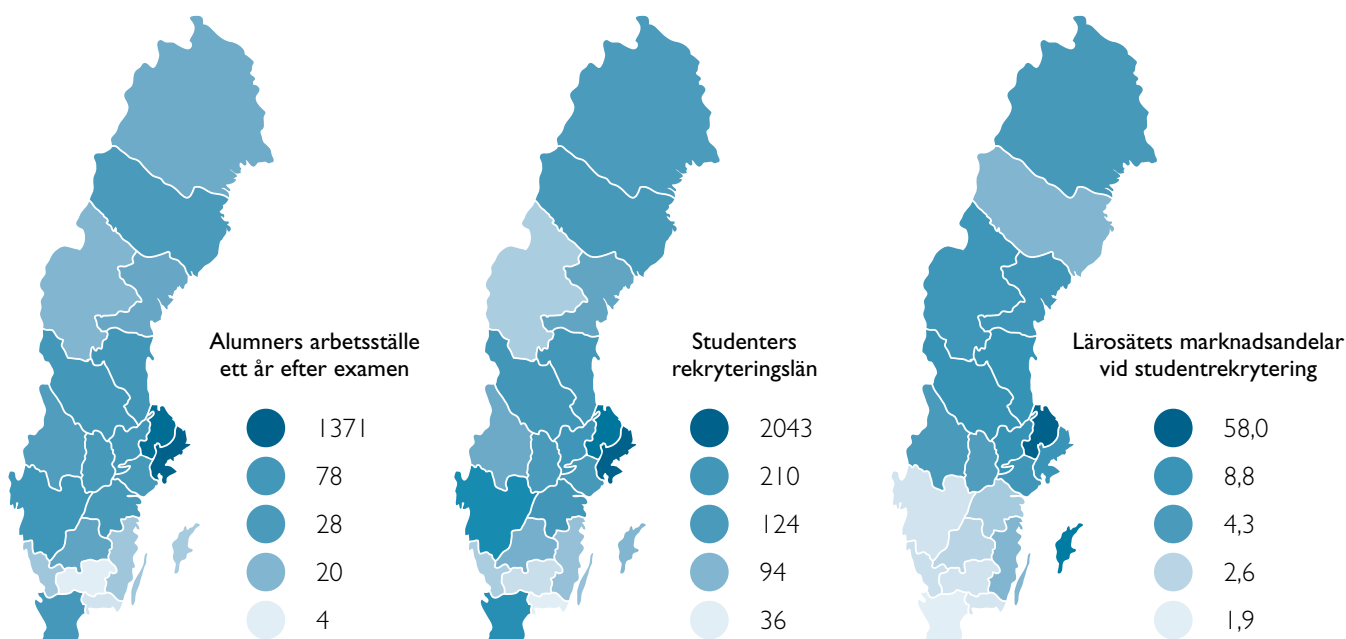 Alumners arbetsställe
ett år efter examen
1371
78
28
20
4
Studenters
rekryteringslän
2043
210
124
94
36
Lärosätets marknadsandelar
vid studentrekrytering
58,0
8,8
4,3
2,6
1,9